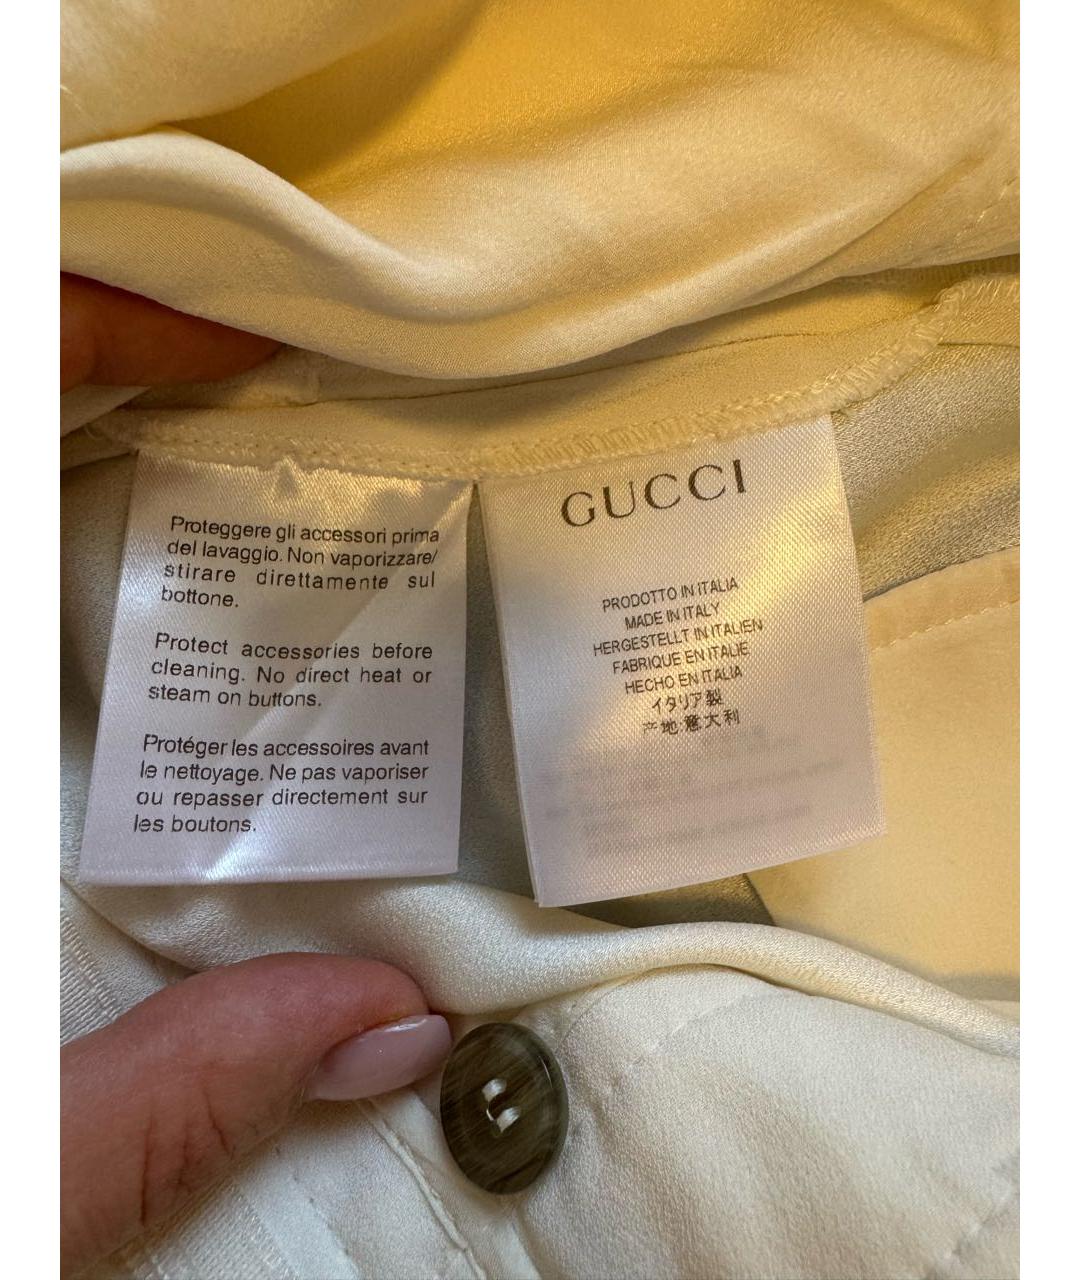 Proteggere gli accessori prima
del lavaggio. Non vaporizzare/
stirare direttamente sul
bottone.
Protect accessories before
cleaning. No direct heat or
steam on buttons.
Protéger les accessoires avant
le nettoyage. Ne pas vaporiser
ou repasser directement sur
les boutons.
GUCCI
PRODOTTO IN ITALIA
MADE IN ITALY
HERGESTELLT IN ITALIEN
FABRIQUE EN ITALIE
HECHO EN ITALIA
イタリア製
产地:意大利